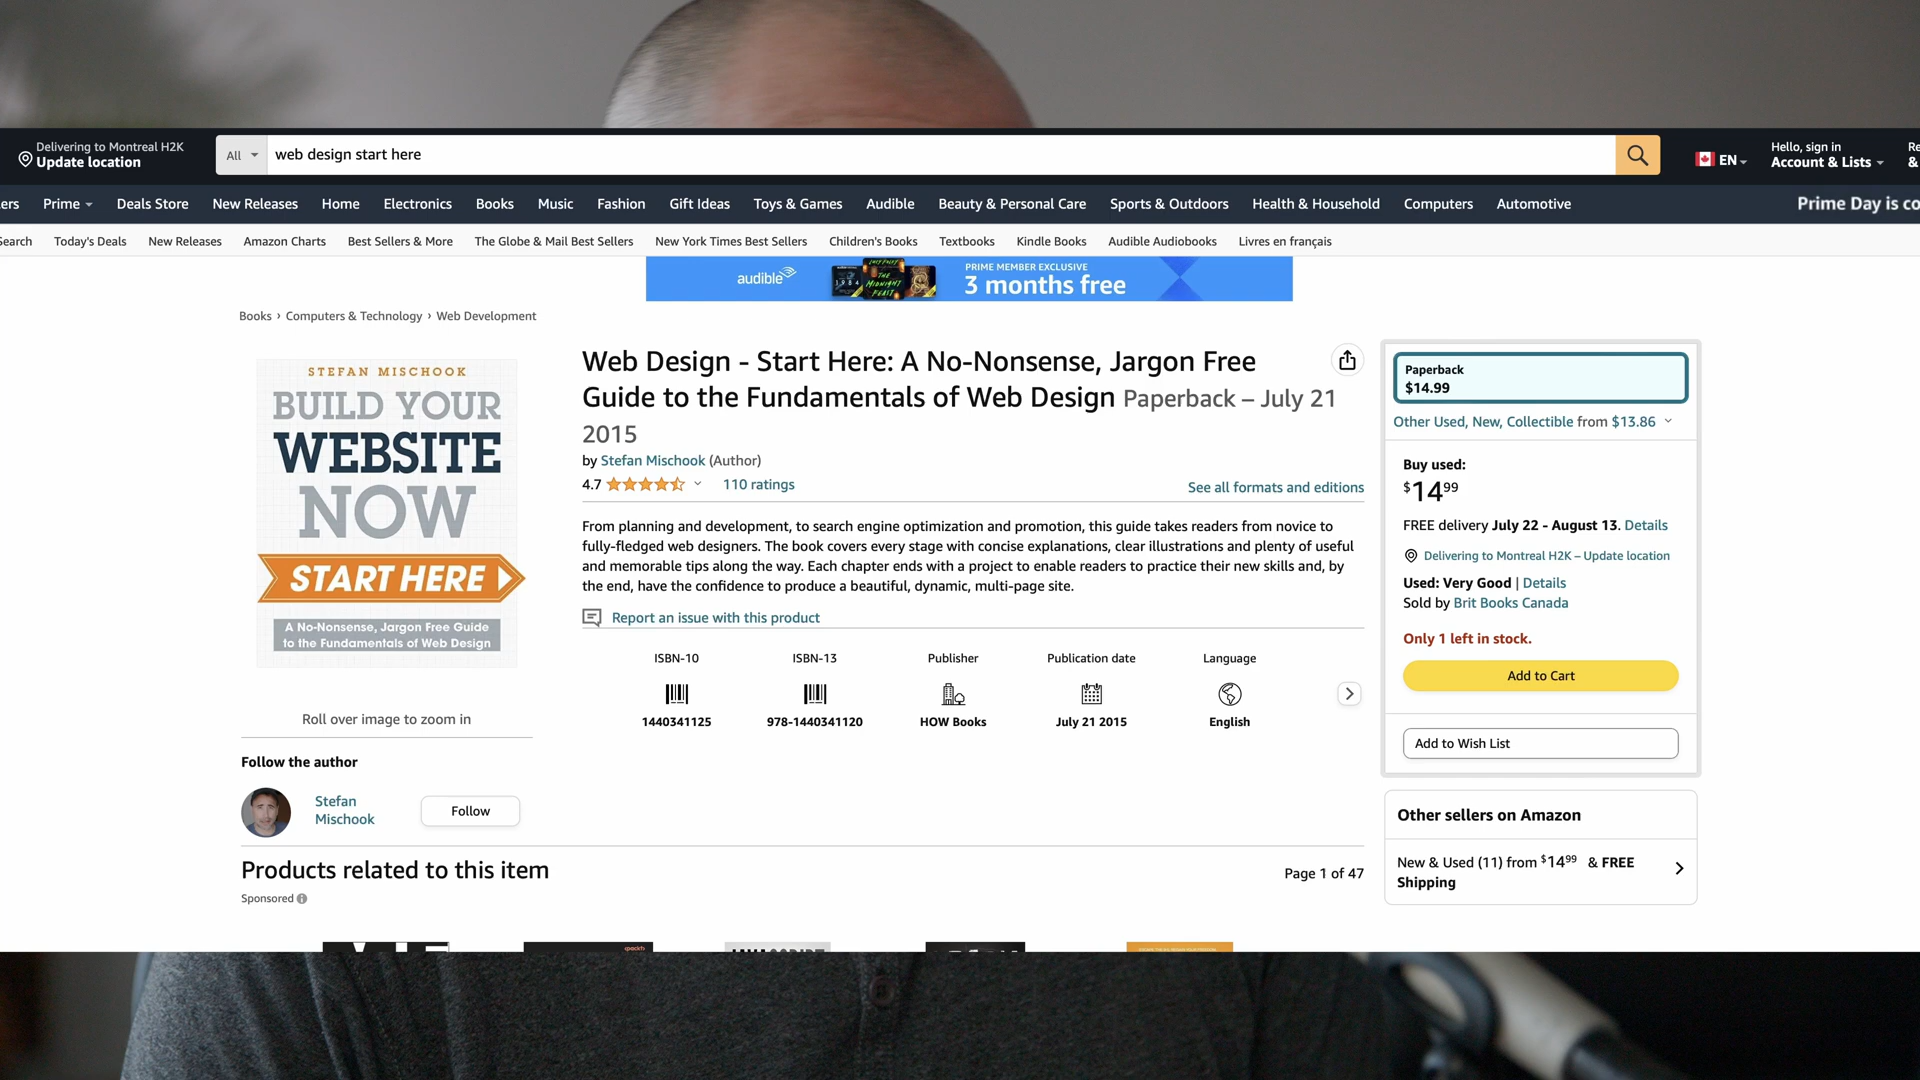 Delivering to Montreal H2K
Update location
All
web design start here
EN
Hello, sign in
Account & Lists
Re
&
ers
Prime
Deals Store
New Releases
Home
Electronics
Books
Music
Fashion
Gift Ideas
Toys & Games
Audible
Beauty & Personal Care
Sports & Outdoors
Health & Household
Computers
Automotive
Prime Day is co
Search
Today's Deals
New Releases
Amazon Charts
Best Sellers & More
The Globe & Mail Best Sellers
New York Times Best Sellers
Children's Books
Textbooks
Kindle Books
Audible Audiobooks
Livres en français
audible
1984
THE
MIDNIGHT
FEAST
PRIME MEMBER EXCLUSIVE
3 months free
Books › Computers & Technology › Web Development
STEFAN MISCHOOK
BUILD YOUR
WEBSITE
NOW
START HERE
A No-Nonsense, Jargon Free Guide
to the Fundamentals of Web Design
Roll over image to zoom in
Follow the author
Stefan
Mischook
Follow
Web Design - Start Here: A No-Nonsense, Jargon Free
Guide to the Fundamentals of Web Design Paperback – July 21
2015
by Stefan Mischook (Author)
4.7
110 ratings
See all formats and editions
From planning and development, to search engine optimization and promotion, this guide takes readers from novice to
fully-fledged web designers. The book covers every stage with concise explanations, clear illustrations and plenty of useful
and memorable tips along the way. Each chapter ends with a project to enable readers to practice their new skills and, by
the end, have the confidence to produce a beautiful, dynamic, multi-page site.
Report an issue with this product
ISBN-10
1440341125
ISBN-13
978-1440341120
Publisher
HOW Books
Publication date
July 21 2015
Language
English
Paperback
$14.99
Other Used, New, Collectible from $13.86
Buy used:
$14.99
FREE delivery July 22 - August 13. Details
Delivering to Montreal H2K – Update location
Used: Very Good | Details
Sold by Brit Books Canada
Only 1 left in stock.
Add to Cart
Add to Wish List
Other sellers on Amazon
New & Used (11) from $14.99 & FREE
Shipping
Products related to this item
Page 1 of 47
Sponsored